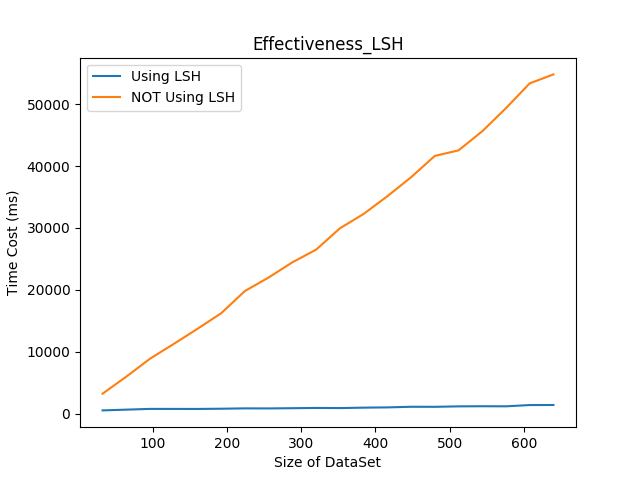 Effectiveness_LSH
Using LSH
NOT Using LSH
Time Cost (ms)
50000
40000
30000
20000
10000
0
100 200 300 400 500 600
Size of DataSet